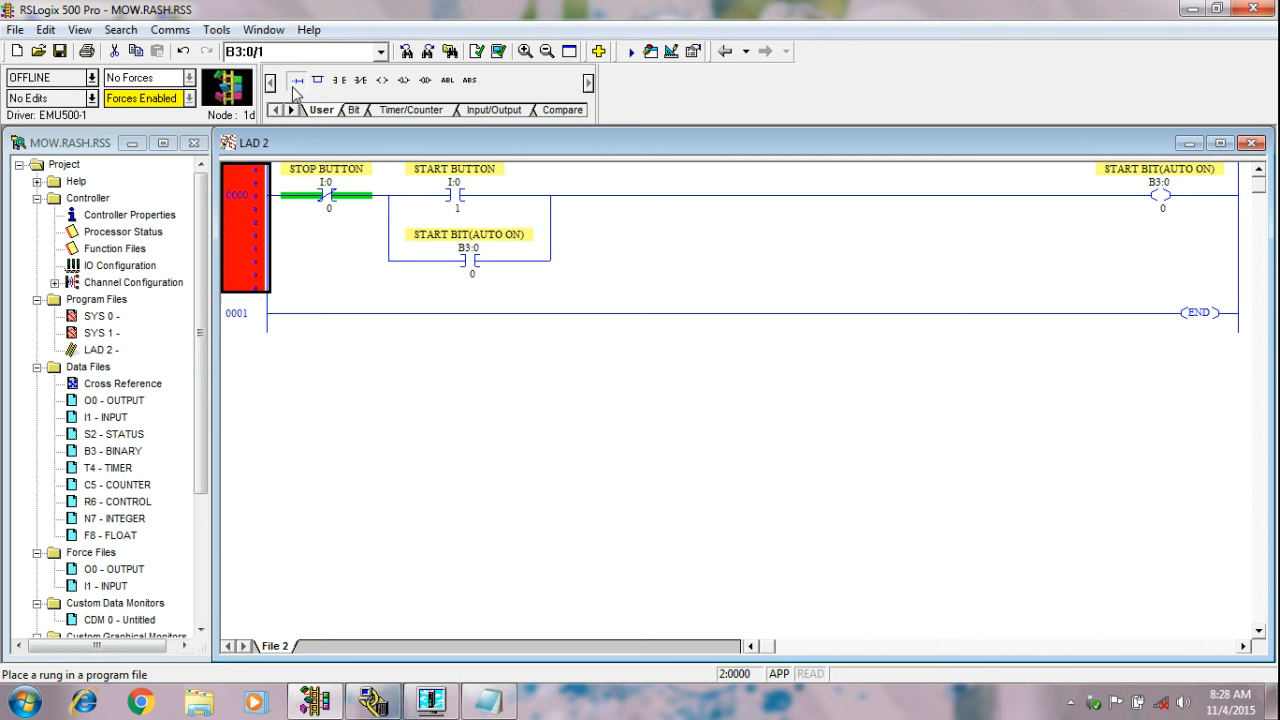 RSLogix 500 Pro - MOW.RASH.RSS
File Edit View Search Comms Tools Window Help
B3:0/1
OFFLINE No Forces
No Edits Forces Enabled
Driver: EMU500-1 Node : 1d
ABL ABS
User Bit Timer/Counter Input/Output Compare
MOW.RASH.RSS
Project
Help
Controller
Controller Properties
Processor Status
Function Files
IO Configuration
Channel Configuration
Program Files
SYS 0 -
SYS 1 -
LAD 2 -
Data Files
Cross Reference
O0 - OUTPUT
I1 - INPUT
S2 - STATUS
B3 - BINARY
T4 - TIMER
C5 - COUNTER
R6 - CONTROL
N7 - INTEGER
F8 - FLOAT
Force Files
O0 - OUTPUT
I1 - INPUT
Custom Data Monitors
CDM 0 - Untitled
Custom Graphical Monitors
LAD 2
STOP BUTTON START BUTTON START BIT(AUTO ON)
I:0 I:0 B3:0
0000
0 1 0
START BIT(AUTO ON)
B3:0
0
0001 END
File 2
Place a rung in a program file 2:0000 APP READ
8:28 AM
11/4/2015